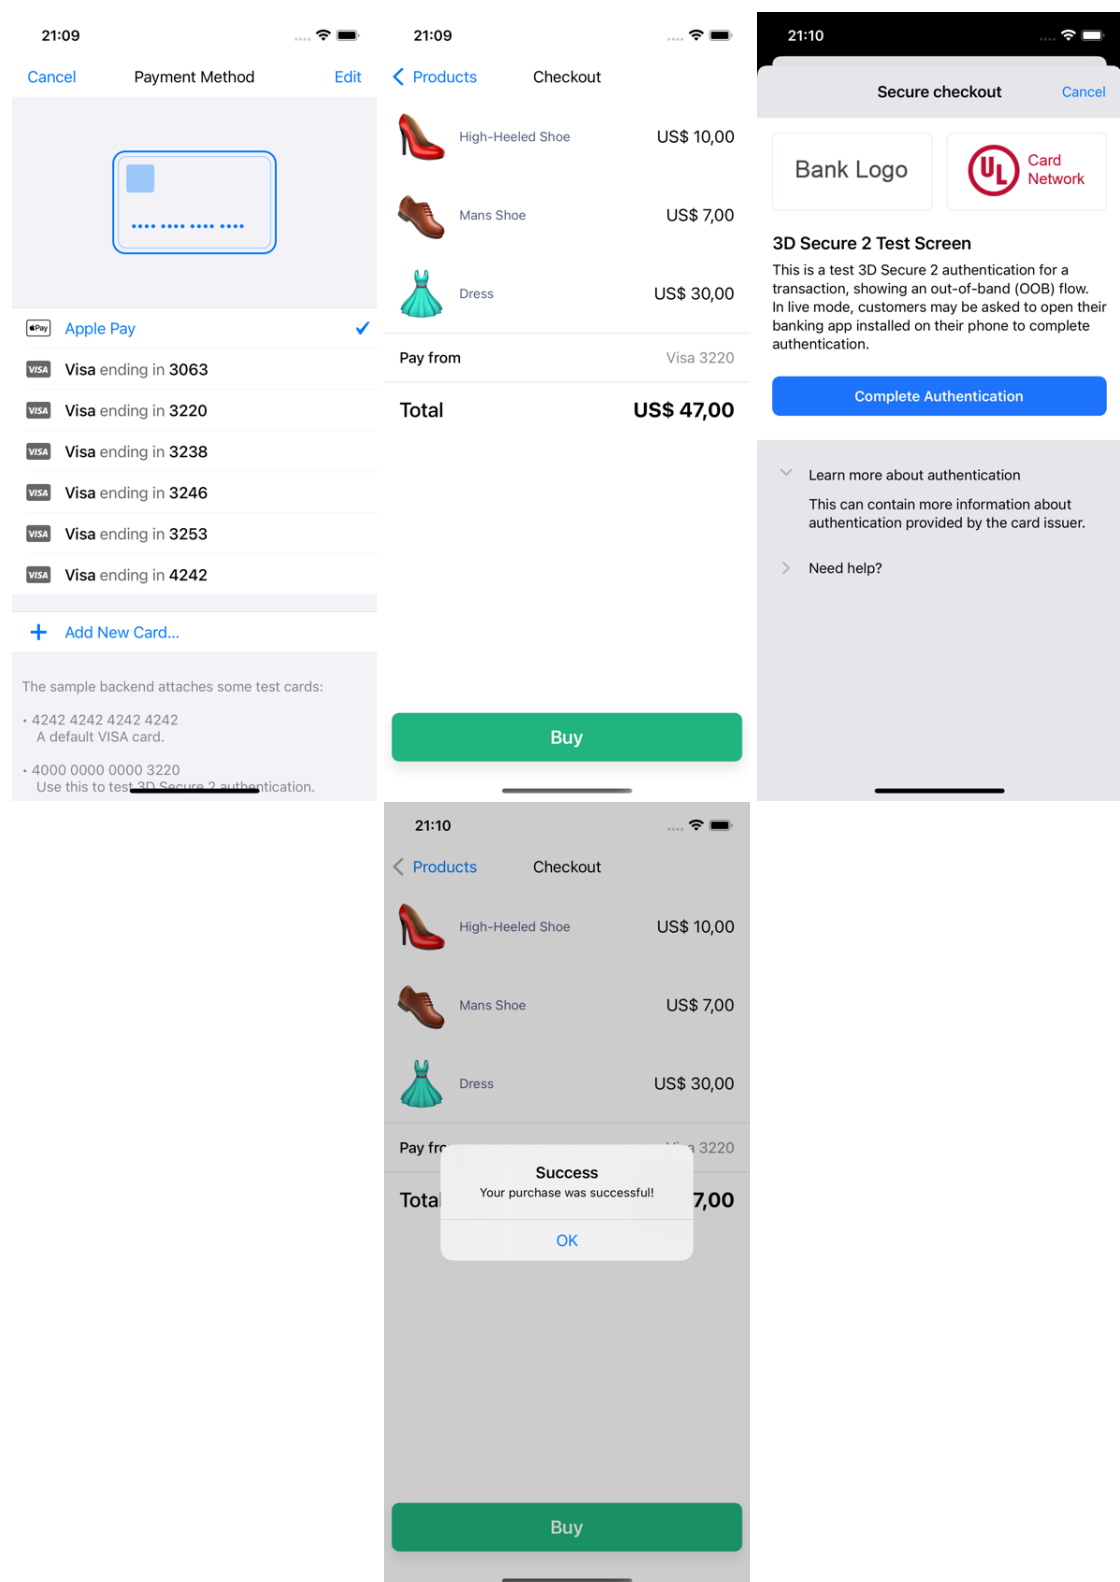 21:09
Cancel Payment Method Edit
Pay Apple Pay
VISA Visa ending in 3063
VISA Visa ending in 3220
VISA Visa ending in 3238
VISA Visa ending in 3246
VISA Visa ending in 3253
VISA Visa ending in 4242
+ Add New Card...
The sample backend attaches some test cards:
• 4242 4242 4242 4242
A default VISA card.
• 4000 0000 0000 3220
Use this to test 3D Secure 2 authentication.
21:09
Products Checkout
High-Heeled Shoe US$ 10,00
Mans Shoe US$ 7,00
Dress US$ 30,00
Pay from Visa 3220
Total US$ 47,00
Buy
21:10
Secure checkout Cancel
Bank Logo
UL Card
Network
3D Secure 2 Test Screen
This is a test 3D Secure 2 authentication for a
transaction, showing an out-of-band (OOB) flow.
In live mode, customers may be asked to open their
banking app installed on their phone to complete
authentication.
Complete Authentication
Learn more about authentication
This can contain more information about
authentication provided by the card issuer.
Need help?
21:10
Products Checkout
High-Heeled Shoe US$ 10,00
Mans Shoe US$ 7,00
Dress US$ 30,00
Pay 3220
Success
Your purchase was successful!
Total 7,00
OK
Buy